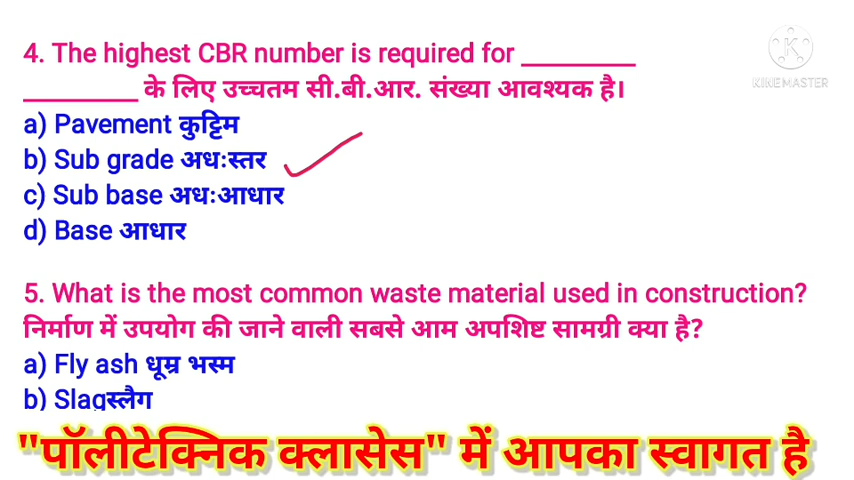 4. The highest CBR number is required for __________
KINEMASTER
__________ के लिए उच्चतम सी.बी.आर. संख्या आवश्यक है।
a) Pavement कुट्टिम
b) Sub grade अधःस्तर
c) Sub base अधःआधार
d) Base आधार
5. What is the most common waste material used in construction?
निर्माण में उपयोग की जाने वाली सबसे आम अपशिष्ट सामग्री क्या है?
a) Fly ash धूम्र भस्म
b) Slagस्लैग
"पॉलीटेक्निक क्लासेस" में आपका स्वागत है